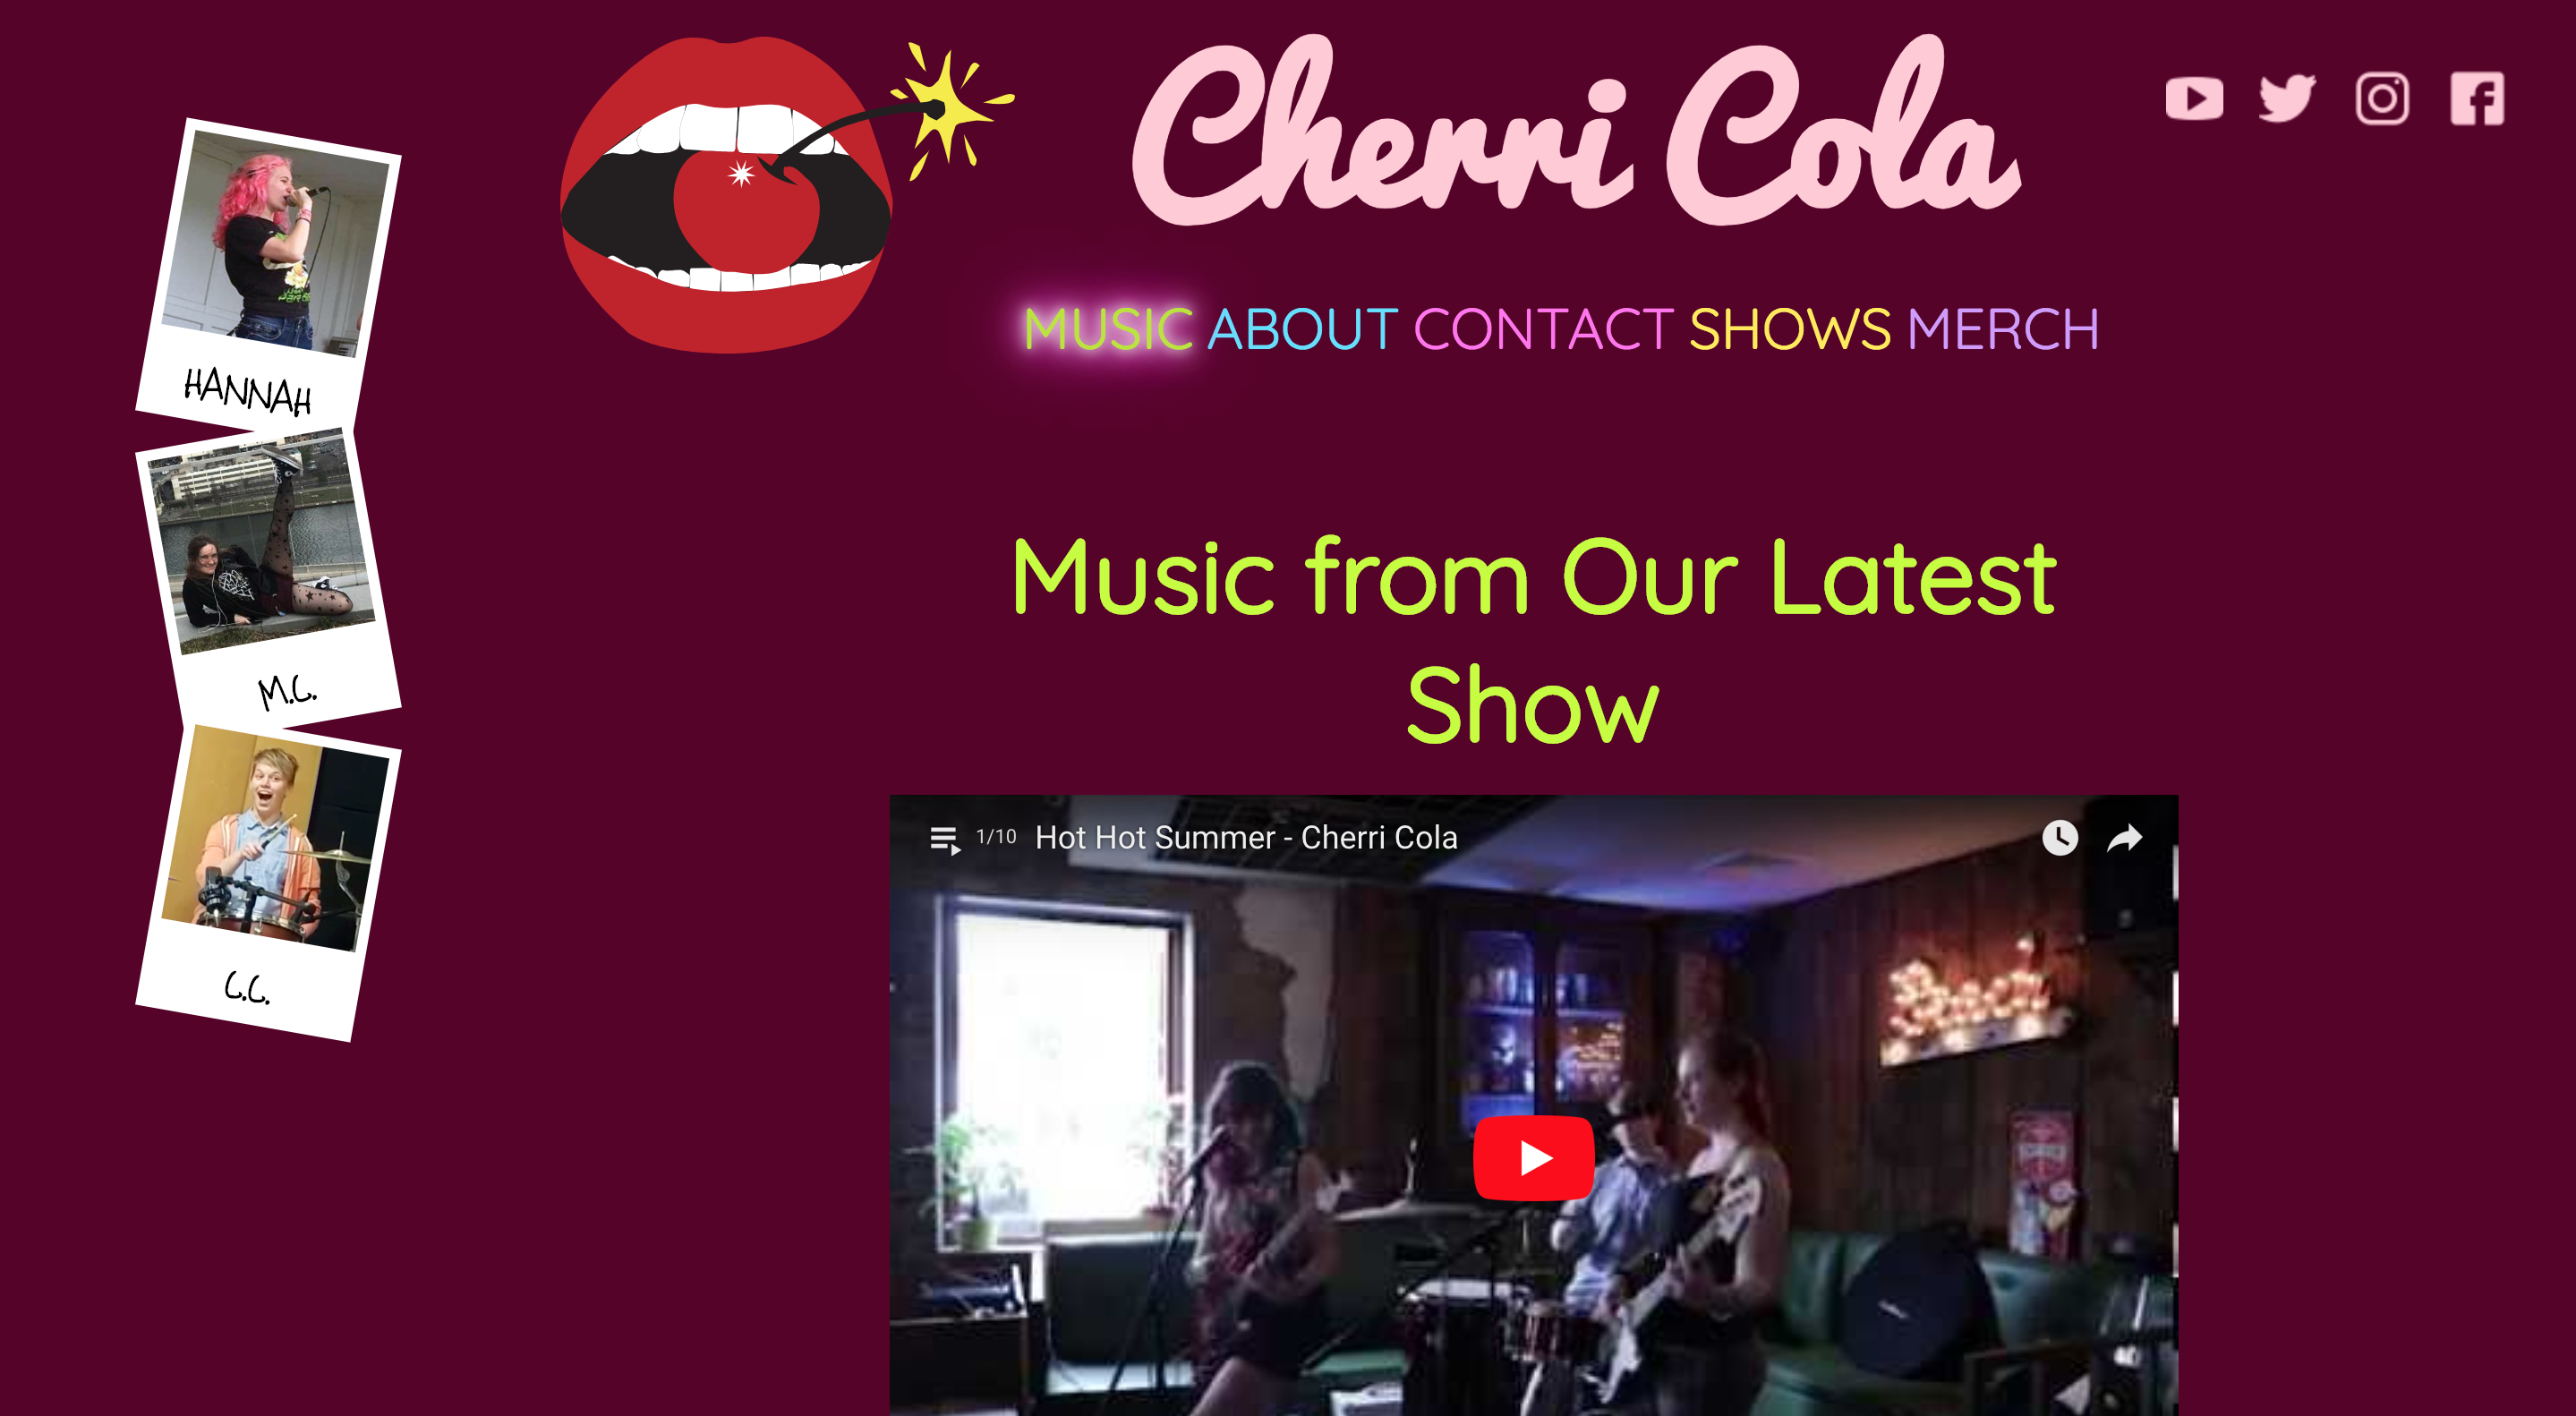 Cherri Cola
MUSIC ABOUT CONTACT SHOWS MERCH
HANNAH
M.C.
C.C.
Music from Our Latest
Show
1/10 Hot Hot Summer - Cherri Cola